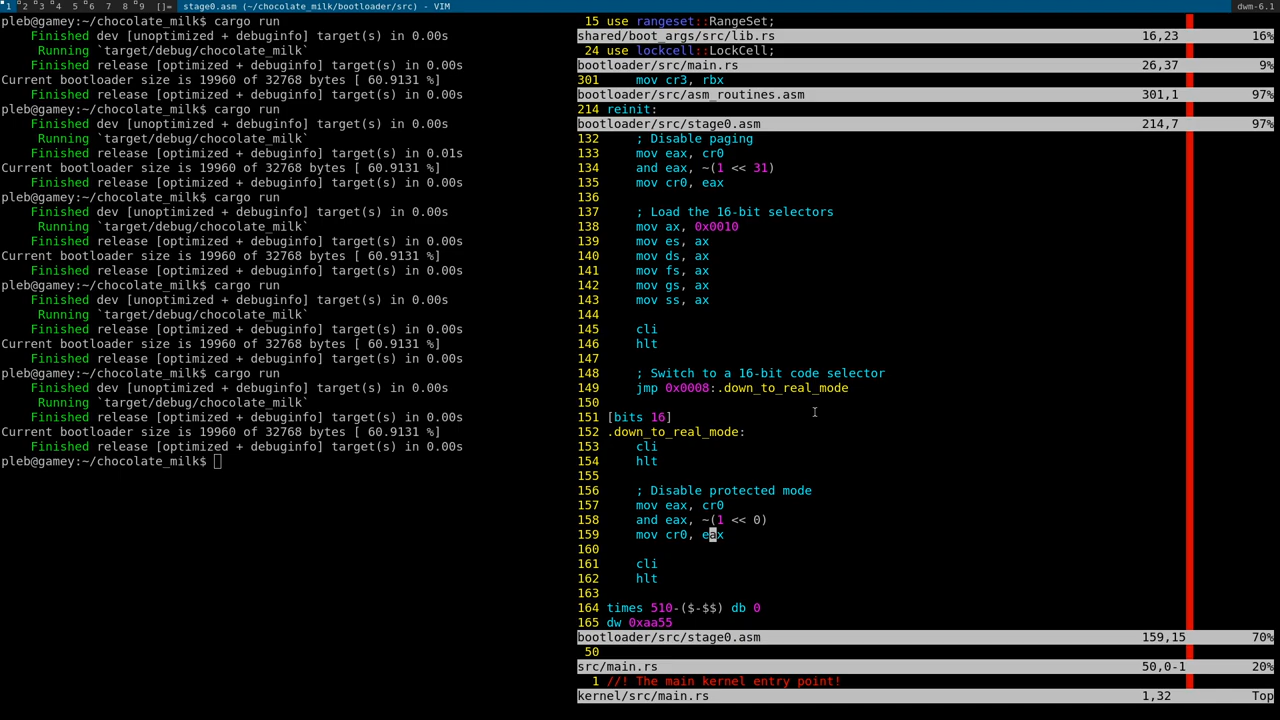 1 2 3 4 5 6 7 8 9 []= stage0.asm (~/chocolate_milk/bootloader/src) - VIM dwm-6.1
pleb@gamey:~/chocolate_milk$ cargo run
Finished dev [unoptimized + debuginfo] target(s) in 0.00s
Running `target/debug/chocolate_milk`
Finished release [optimized + debuginfo] target(s) in 0.00s
Current bootloader size is 19960 of 32768 bytes [ 60.9131 %]
Finished release [optimized + debuginfo] target(s) in 0.00s
pleb@gamey:~/chocolate_milk$ cargo run
Finished dev [unoptimized + debuginfo] target(s) in 0.00s
Running `target/debug/chocolate_milk`
Finished release [optimized + debuginfo] target(s) in 0.01s
Current bootloader size is 19960 of 32768 bytes [ 60.9131 %]
Finished release [optimized + debuginfo] target(s) in 0.00s
pleb@gamey:~/chocolate_milk$ cargo run
Finished dev [unoptimized + debuginfo] target(s) in 0.00s
Running `target/debug/chocolate_milk`
Finished release [optimized + debuginfo] target(s) in 0.00s
Current bootloader size is 19960 of 32768 bytes [ 60.9131 %]
Finished release [optimized + debuginfo] target(s) in 0.00s
pleb@gamey:~/chocolate_milk$ cargo run
Finished dev [unoptimized + debuginfo] target(s) in 0.00s
Running `target/debug/chocolate_milk`
Finished release [optimized + debuginfo] target(s) in 0.00s
Current bootloader size is 19960 of 32768 bytes [ 60.9131 %]
Finished release [optimized + debuginfo] target(s) in 0.00s
pleb@gamey:~/chocolate_milk$ cargo run
Finished dev [unoptimized + debuginfo] target(s) in 0.00s
Running `target/debug/chocolate_milk`
Finished release [optimized + debuginfo] target(s) in 0.00s
Current bootloader size is 19960 of 32768 bytes [ 60.9131 %]
Finished release [optimized + debuginfo] target(s) in 0.00s
pleb@gamey:~/chocolate_milk$
15 use rangeset::RangeSet;
shared/boot_args/src/lib.rs 16,23 16%
24 use lockcell::LockCell;
bootloader/src/main.rs 26,37 9%
301 mov cr3, rbx
bootloader/src/asm_routines.asm 301,1 97%
214 reinit:
bootloader/src/stage0.asm 214,7 97%
132 ; Disable paging
133 mov eax, cr0
134 and eax, ~(1 << 31)
135 mov cr0, eax
136
137 ; Load the 16-bit selectors
138 mov ax, 0x0010
139 mov es, ax
140 mov ds, ax
141 mov fs, ax
142 mov gs, ax
143 mov ss, ax
144
145 cli
146 hlt
147
148 ; Switch to a 16-bit code selector
149 jmp 0x0008:.down_to_real_mode
150
151 [bits 16]
152 .down_to_real_mode:
153 cli
154 hlt
155
156 ; Disable protected mode
157 mov eax, cr0
158 and eax, ~(1 << 0)
159 mov cr0, eax
160
161 cli
162 hlt
163
164 times 510-($-$$) db 0
165 dw 0xaa55
bootloader/src/stage0.asm 159,15 70%
50
src/main.rs 50,0-1 20%
1 //! The main kernel entry point!
kernel/src/main.rs 1,32 Top